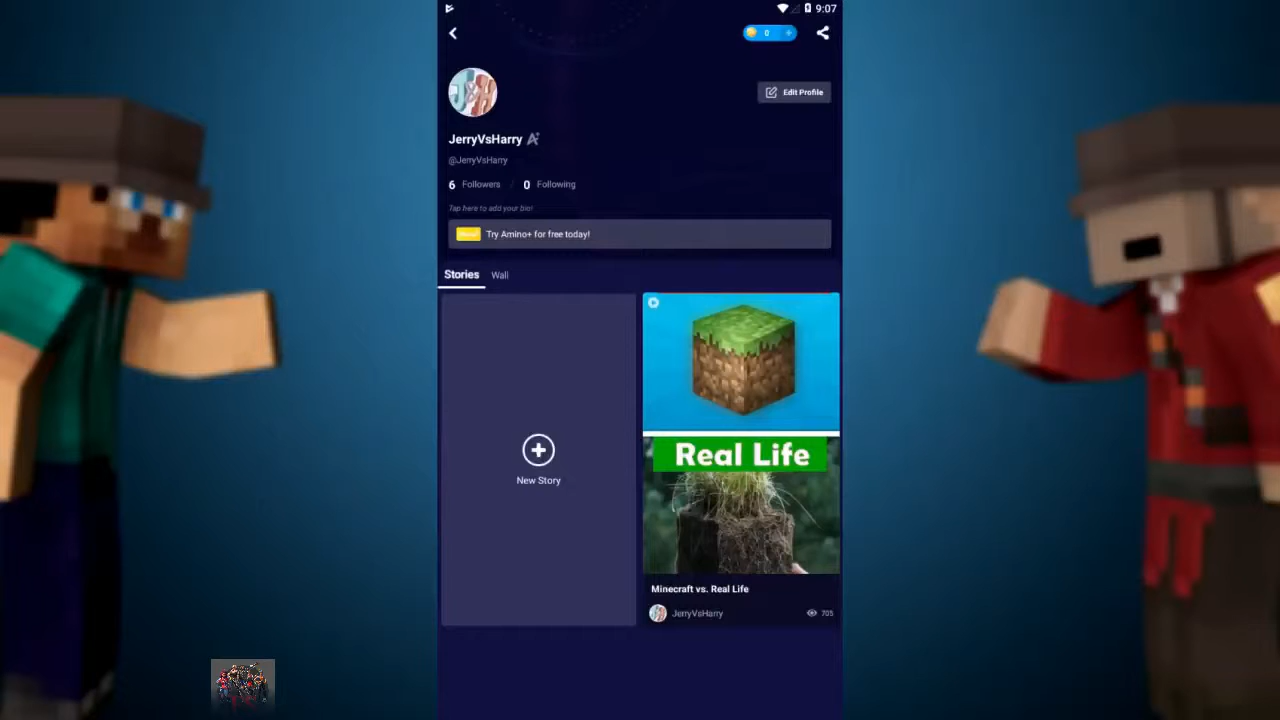 9:07
0
Edit Profile
JerryVsHarry
@JerryVsHarry
6 Followers / 0 Following
Tap here to add your bio!
Try Amino+ for free today!
Stories Wall
New Story
Real Life
Minecraft vs. Real Life
JerryVsHarry 705